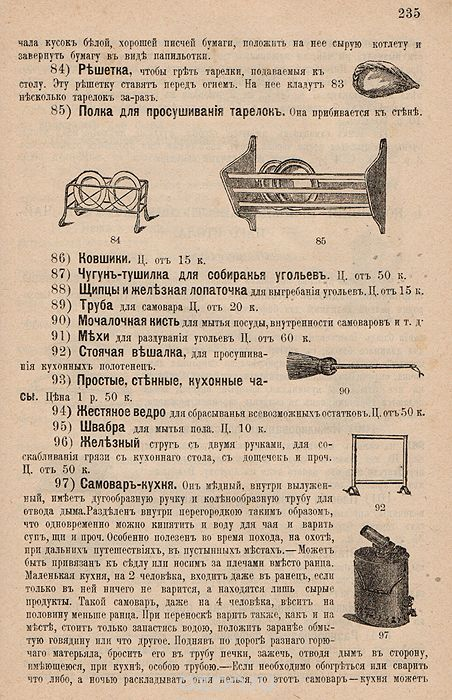 235
чала кусокъ бѣлой, хорошей писчей бумаги, положить на нее сырую котлету и
завернуть бумагу въ видѣ папильотки.
84) Рѣшетка, чтобы грѣть тарелки, подаваемыя къ
столу. Эту рѣшетку ставятъ передъ огнемъ. На нее кладутъ 83
нѣсколько тарелокъ за-разъ.
85) Полка для просушиванія тарелокъ. Она прибивается къ стѣнѣ.
84
85
86) Ковшики. Ц. отъ 15 к.
87) Чугунъ-тушилка для собиранья угольевъ. Ц. отъ 50 к.
88) Щипцы и желѣзная лопаточка для выгребанія угольевъ. Ц. отъ 15 к.
89) Труба для самовара Ц. отъ 20 к.
90) Мочалочная кисть для мытья посуды, внутренности самоваровъ и т. д.
91) Мѣхи для раздуванія угольевъ Ц. отъ 60 к.
92) Стоячая вѣшалка, для просушива-
нія кухонныхъ полотенецъ.
90
93) Простые, стѣнные, кухонные ча-
сы. Цѣна 1 р. 50 к.
94) Жестяное ведро для сбрасыванья всевозможныхъ остатковъ. Ц. отъ 50 к.
95) Швабра для мытья пола. Ц. 10 к.
96) Желѣзный стругъ съ двумя ручками, для со-
скабливанія грязи съ кухоннаго стола, съ дощечекъ и проч.
Ц. отъ 50 к.
92
97) Самоваръ-кухня. Онъ мѣдный, внутри вылужен-
ный, имѣетъ дугообразную ручку и колѣнообразную трубу для
отвода дыма. Раздѣленъ внутри перегородкою такимъ образомъ,
что одновременно можно кипятить и воду для чая и варить
супъ, щи и проч. Особенно полезенъ во время похода, на охотѣ,
при дальнихъ путешествіяхъ, въ пустынныхъ мѣстахъ.—Можетъ
быть привязанъ къ сѣдлу или носимъ за плечами вмѣсто ранца.
Маленькая кухня, на 2 человѣка, входитъ даже въ ранецъ, если
только въ ней ничего не варится, а находятся лишь сырые
продукты. Такой самоваръ, даже на 4 человѣка, вѣситъ на
половину меньше ранца. При переноскѣ варить также, какъ и на
мѣстѣ, стоитъ только запастись водою, положить заранѣе обмы-
97
тую говядину или что другое. Поднявъ по дорогѣ разнаго горю-
чаго матерьяла, бросить его въ трубу печки, зажечь, отводя дымъ въ сторону,
имѣющеюся, при кухнѣ, особою трубою.—Если необходимо обогрѣться или сварить
что либо, а ночью раскладывать огня нельзя, то этотъ самоваръ—кухня можетъ